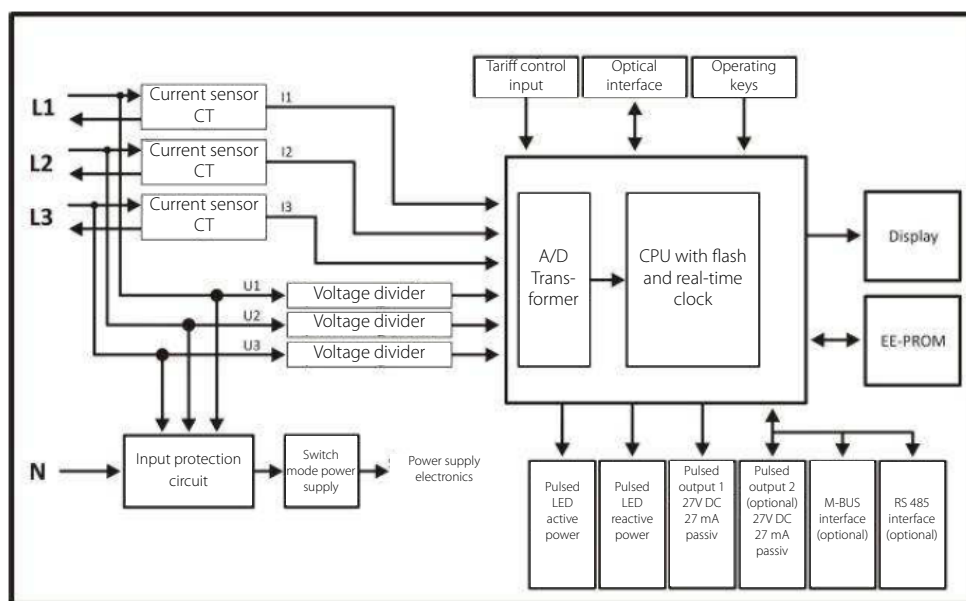 Tariff control
input
Optical
interface
Operating
keys
L1
Current sensor
CT
I1
L2
Current sensor
CT
I2
L3
Current sensor
CT
I3
A/D
Trans-
former
CPU with flash
and real-time
clock
Display
EE-PROM
U1
Voltage divider
U2
Voltage divider
U3
Voltage divider
N
Input protection
circuit
Switch
mode power
supply
Power supply
electronics
Pulsed
LED
active
power
Pulsed
LED
reactive
power
Pulsed
output 1
27V DC
27 mA
passiv
Pulsed
output 2
(optional)
27V DC
27 mA
passiv
M-BUS
interface
(optional)
RS 485
interface
(optional)